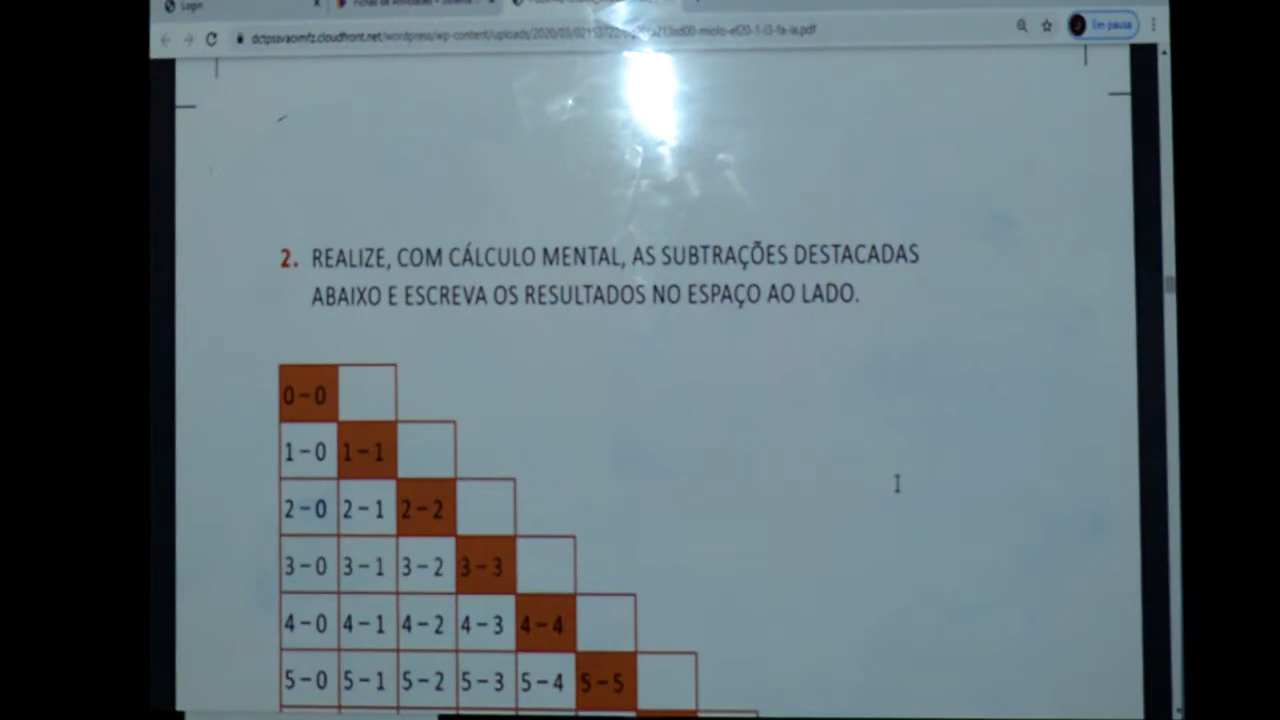 Login
Em pausa
2. REALIZE, COM CÁLCULO MENTAL, AS SUBTRAÇÕES DESTACADAS
ABAIXO E ESCREVA OS RESULTADOS NO ESPAÇO AO LADO.
0-0
1-0 1-1
2-0 2-1 2-2
3-0 3-1 3-2 3-3
4-0 4-1 4-2 4-3 4-4
5-0 5-1 5-2 5-3 5-4 5-5